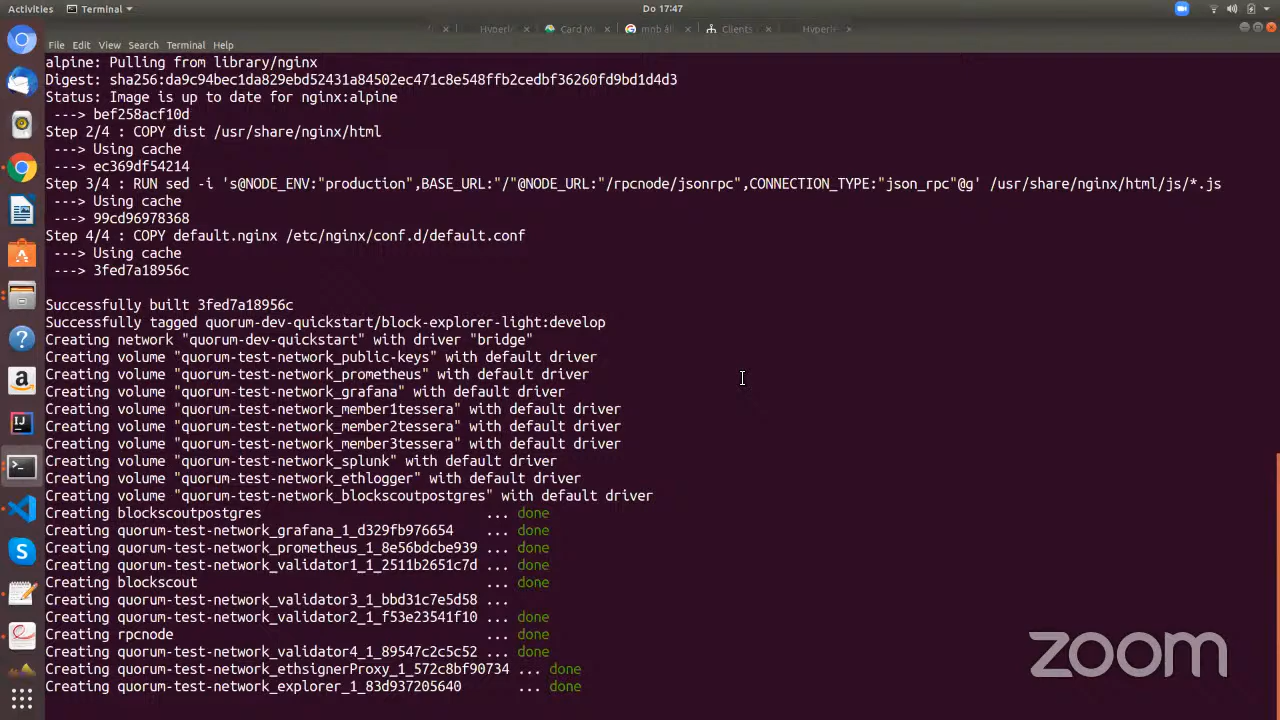 Activities Terminal Do 17:47
Hyperle Card M mnb äl Clients Hyperle
File Edit View Search Terminal Help
alpine: Pulling from library/nginx
Digest: sha256:da9c94bec1da829ebd52431a84502ec471c8e548ffb2cedbf36260fd9bd1d4d3
Status: Image is up to date for nginx:alpine
---> bef258acf10d
Step 2/4 : COPY dist /usr/share/nginx/html
---> Using cache
---> ec369df54214
Step 3/4 : RUN sed -i 's@NODE_ENV:"production",BASE_URL:"/"@NODE_URL:"/rpcnode/jsonrpc",CONNECTION_TYPE:"json_rpc"@g' /usr/share/nginx/html/js/*.js
---> Using cache
---> 99cd96978368
Step 4/4 : COPY default.nginx /etc/nginx/conf.d/default.conf
---> Using cache
---> 3fed7a18956c
Successfully built 3fed7a18956c
Successfully tagged quorum-dev-quickstart/block-explorer-light:develop
Creating network "quorum-dev-quickstart" with driver "bridge"
Creating volume "quorum-test-network_public-keys" with default driver
Creating volume "quorum-test-network_prometheus" with default driver
Creating volume "quorum-test-network_grafana" with default driver
Creating volume "quorum-test-network_member1tessera" with default driver
Creating volume "quorum-test-network_member2tessera" with default driver
Creating volume "quorum-test-network_member3tessera" with default driver
Creating volume "quorum-test-network_splunk" with default driver
Creating volume "quorum-test-network_ethlogger" with default driver
Creating volume "quorum-test-network_blockscoutpostgres" with default driver
Creating blockscoutpostgres ... done
Creating quorum-test-network_grafana_1_d329fb976654 ... done
Creating quorum-test-network_prometheus_1_8e56bdcbe939 ... done
Creating quorum-test-network_validator1_1_2511b2651c7d ... done
Creating blockscout ... done
Creating quorum-test-network_validator3_1_bbd31c7e5d58 ...
Creating quorum-test-network_validator2_1_f53e23541f10 ... done
Creating rpcnode ... done
Creating quorum-test-network_validator4_1_89547c2c5c52 ... done
Creating quorum-test-network_ethsignerProxy_1_572c8bf90734 ... done
Creating quorum-test-network_explorer_1_83d937205640 ... done
zoom